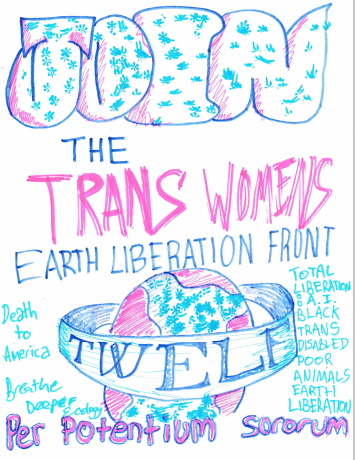 JOIN
THE
TRANS WOMENS
EARTH LIBERATION FRONT
TWELF
Death
to
America
Breathe
Deeper
Ecology
TOTAL
LIBERATION
: A.I.
BLACK
TRANS
DISABLED
POOR
ANIMALS
EARTH
LIBERATION
Per Potentium Sororum